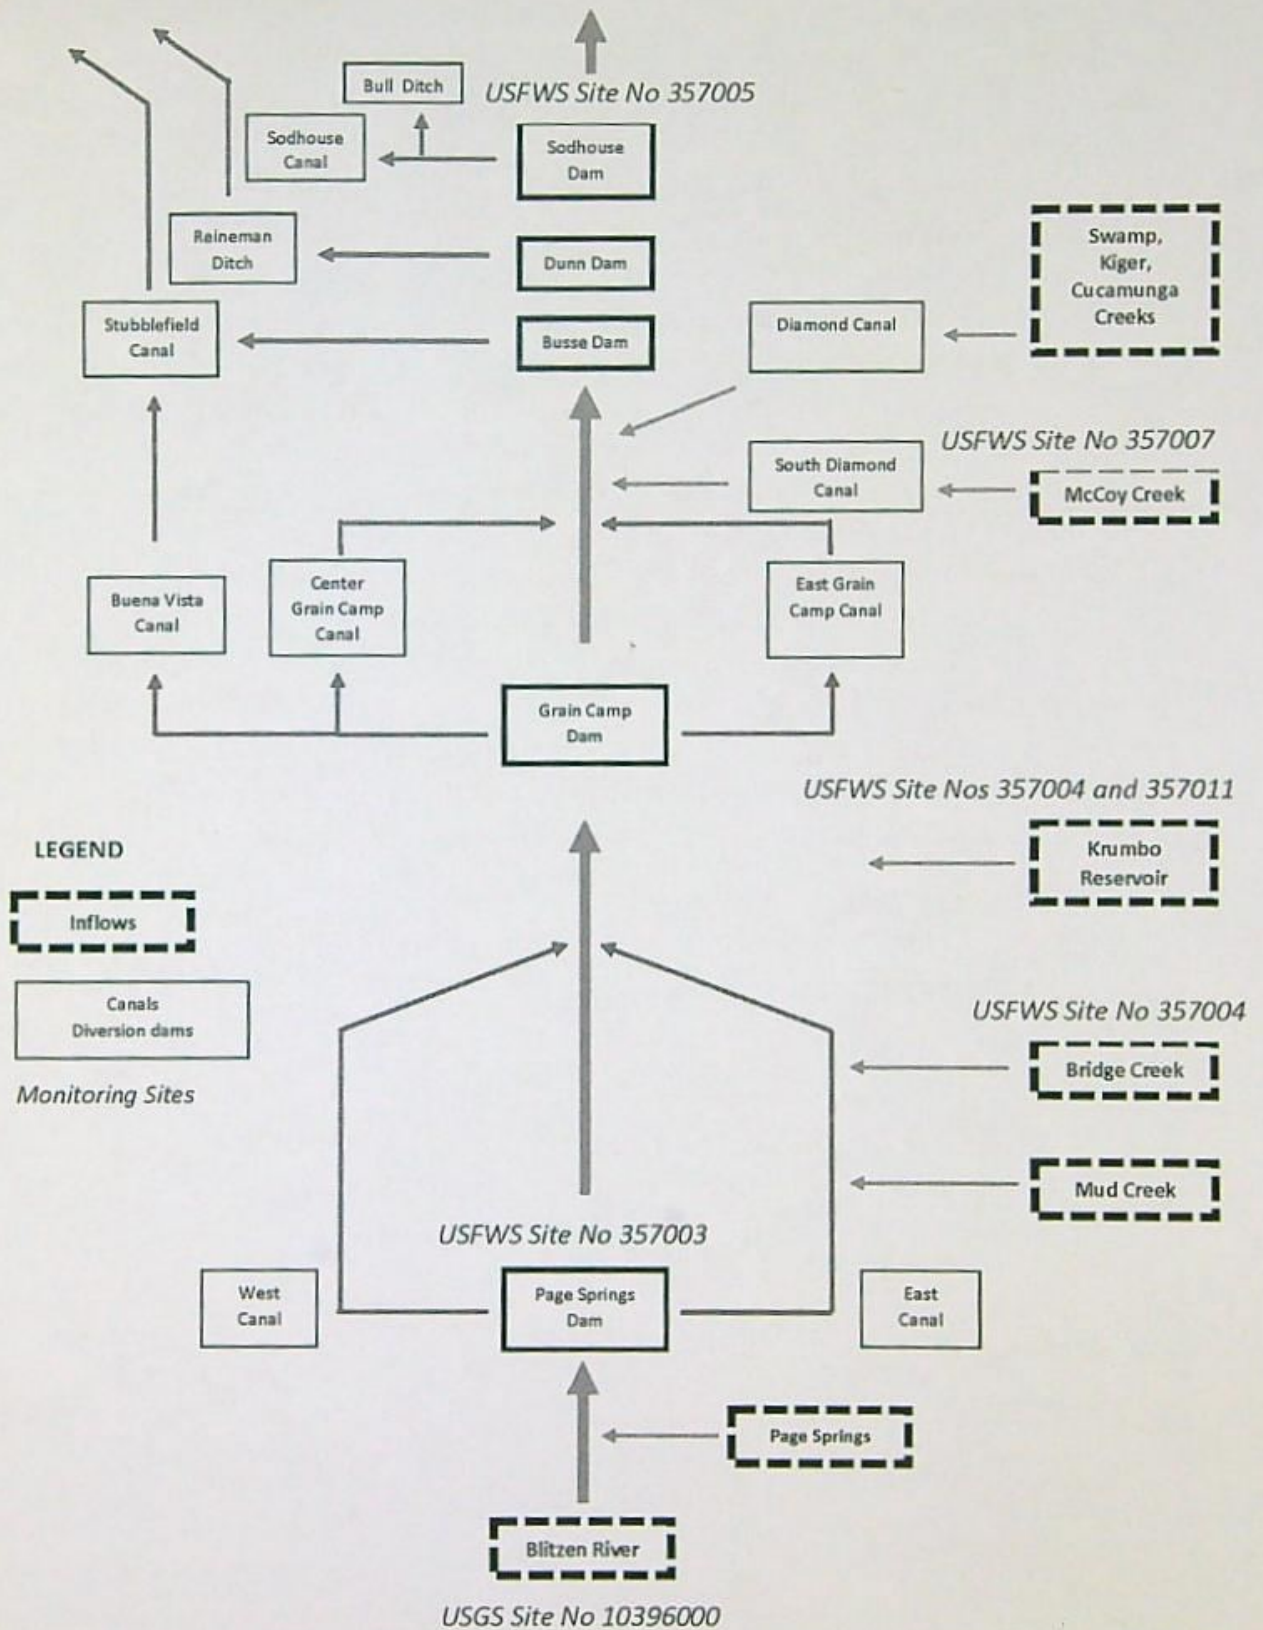 Bull Ditch
USFWS Site No 357005
Sodhouse
Canal
Sodhouse
Dam
Reineman
Ditch
Dunn Dam
Swamp,
Kiger,
Cucamunga
Creeks
Stubblefield
Canal
Busse Dam
Diamond Canal
USFWS Site No 357007
South Diamond
Canal
McCoy Creek
Buena Vista
Canal
Center
Grain Camp
Canal
East Grain
Camp Canal
Grain Camp
Dam
USFWS Site Nos 357004 and 357011
Krumbo
Reservoir
LEGEND
Inflows
Canals
Diversion dams
Monitoring Sites
USFWS Site No 357004
Bridge Creek
Mud Creek
USFWS Site No 357003
West
Canal
Page Springs
Dam
East
Canal
Page Springs
Blitzen River
USGS Site No 10396000